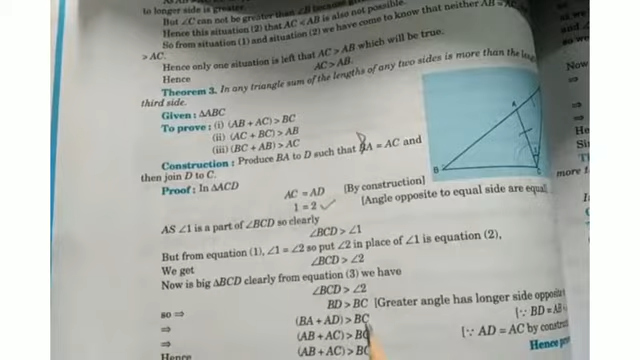 to longer side is greater.
But ∠C can not be greater than ∠B because
Hence this situation (2) that AC < AB is also not possible.
So from situation (1) and situation (2) we have come to know that neither AB = AC
> AC.
Hence only one situation is left that AC > AB which will be true.
Hence AC > AB.
Theorem 3. In any triangle sum of the lengths of any two sides is more than the
third side.
Given : ΔABC
To prove : (i) (AB + AC) > BC
(ii) (AC + BC) > AB
(iii) (BC + AB) > AC
Construction : Produce BA to D such that = AC and
then join D to C.
Proof : In ΔACD
AC = AD [By construction]
1 = 2 [Angle opposite to equal side are equal
AS ∠1 is a part of ∠BCD so clearly
∠BCD > ∠1
But from equation (1), ∠1 = ∠2 so put ∠2 in place of ∠1 is equation (2),
We get ∠BCD > ∠2
Now is big ΔBCD clearly from equation (3) we have
∠BCD > ∠2
so ⇒ BD > BC [Greater angle has longer side
⇒ (BA + AD) > BC [∵ BD = AB
⇒ (AB + AC) > BC [∵ AD = AC by
Hence (AB + AC) > BC Hence
A
B